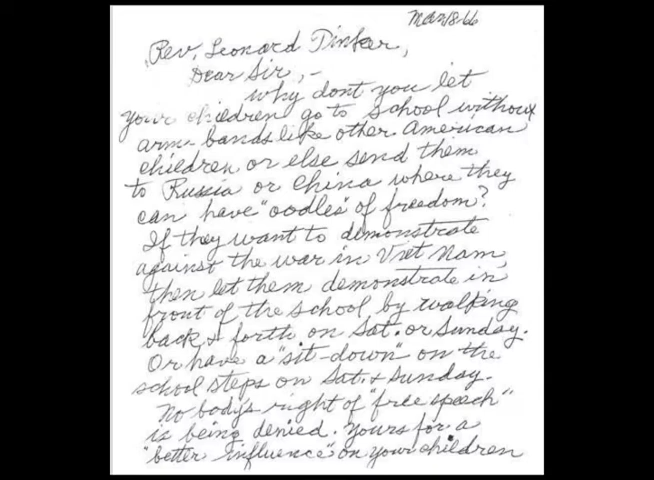 Mar 18-66
Rev. Leonard Tinker,
Dear Sir,-
Why dont you let
your children go to school without
arm-bands like other American
children or else send them
to Russia or China where they
can have "oodles" of freedom?
If they want to demonstrate
against the war in Viet Nam,
then let them demonstrate in
front of the school by walking
back & forth on Sat. or Sunday.
Or have a "sit-down" on the
school steps on Sat. & Sunday.
No body's right of "free speech"
is being denied. Yours for a
"better influence" on your children